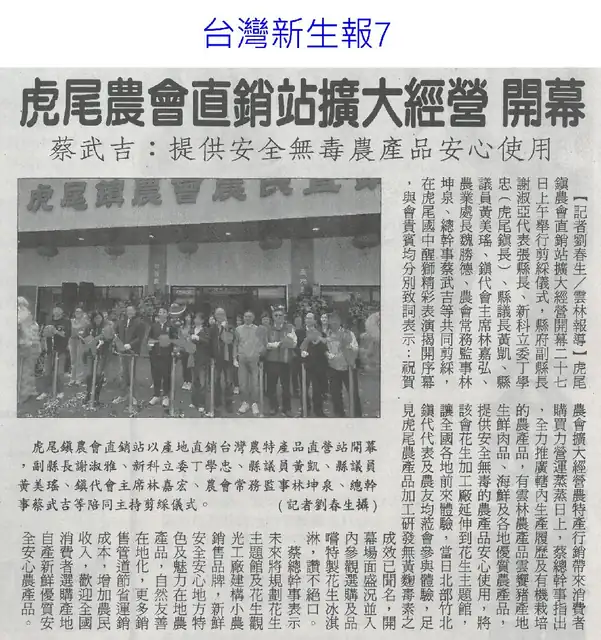 台灣新生報7
虎尾農會直銷站擴大經營 開幕
蔡武吉：提供安全無毒農產品安心使用
【記者劉春生╱雲林報導】虎尾
鎮農會直銷站擴大經營開幕二十七
日上午舉行剪綵儀式，縣府副縣長
謝淑亞代表張縣長、新科立委丁學
忠（虎尾鎮長）、縣議員黃凱、縣
議員黃美瑤、鎮代會主席林嘉弘、
農業處長魏勝德、農會常務監事林
坤泉、總幹事蔡武吉等共同剪綵，
在虎尾國中醒獅精彩表演揭開序幕
，與會貴賓均分別致詞表示：祝賀
農會擴大經營農特產行銷帶來消費者
購買力營運蒸蒸日上，蔡總幹事指出
，全力推廣轄內生產履歷及有機栽培
的農產品，有雲林農產品雲饗豬產地
生鮮肉品、海鮮及各地優質農產品，
提供安全無毒的農產品安心使用，將
該會花生加工廠延伸到花生主題館，
讓全國各地前來體驗，當日北部竹北
鎮代代表及農友均蒞會參與體驗，足
見虎尾農產品加工研發無黃麴毒素之
成效已聞名，開
幕場面盛況並入
內參觀選購及品
嚐特製花生冰淇
淋，讚不絕口。
蔡總幹事表示
未來將規劃花生
主題館及花生觀
光工廠建構小農
銷售品牌，新鮮
安全安心地方特
色及魅力在地農
產品，自然友善
在地化，更多銷
售管道節省運銷
成本，增加農民
收入，歡迎全國
消費者選購產地
自產新鮮優質安
全安心農產品。
虎尾鎮農會農民直銷
虎尾鎮農會直銷站以產地直銷台灣農特產品直營站開幕
，副縣長謝淑雅、新科立委丁學忠、縣議員黃凱、縣議員
黃美瑤、鎮代會主席林嘉宏、農會常務監事林坤泉、總幹
事蔡武吉等陪同主持剪綵儀式。 （記者劉春生攝）